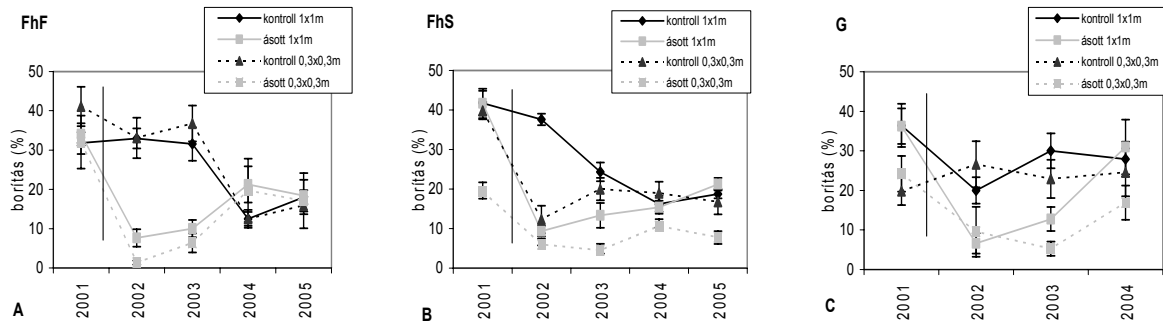 FhF
kontroll 1x1m
ásott 1x1m
kontroll 0,3x0,3m
ásott 0,3x0,3m
borítás (%)
50
40
30
20
10
0
2001
2002
2003
2004
2005
A
FhS
kontroll 1x1m
ásott 1x1m
kontroll 0,3x0,3m
ásott 0,3x0,3m
borítás (%)
50
40
30
20
10
0
2001
2002
2003
2004
2005
B
G
kontroll 1x1m
ásott 1x1m
kontroll 0,3x0,3m
ásott 0,3x0,3m
borítás (%)
50
40
30
20
10
0
2001
2002
2003
2004
C